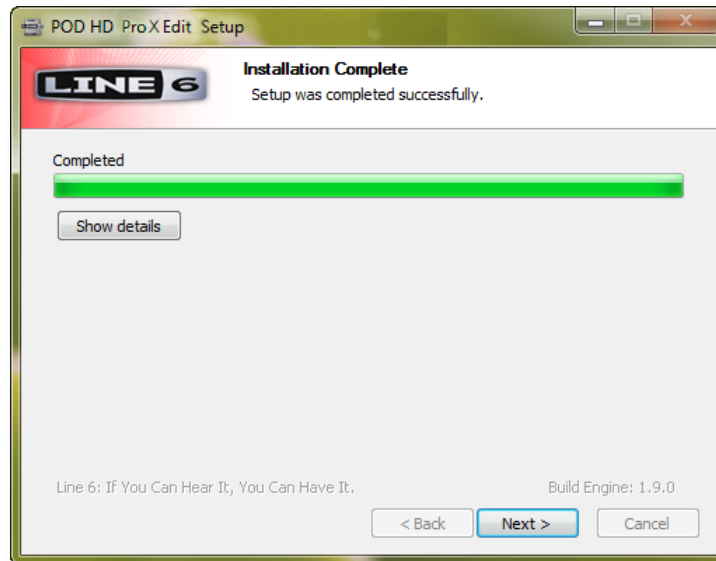 POD HD ProX Edit Setup
LINE 6
Installation Complete
Setup was completed successfully.
Completed
Show details
Line 6: If You Can Hear It, You Can Have It.
Build Engine: 1.9.0
< Back
Next >
Cancel